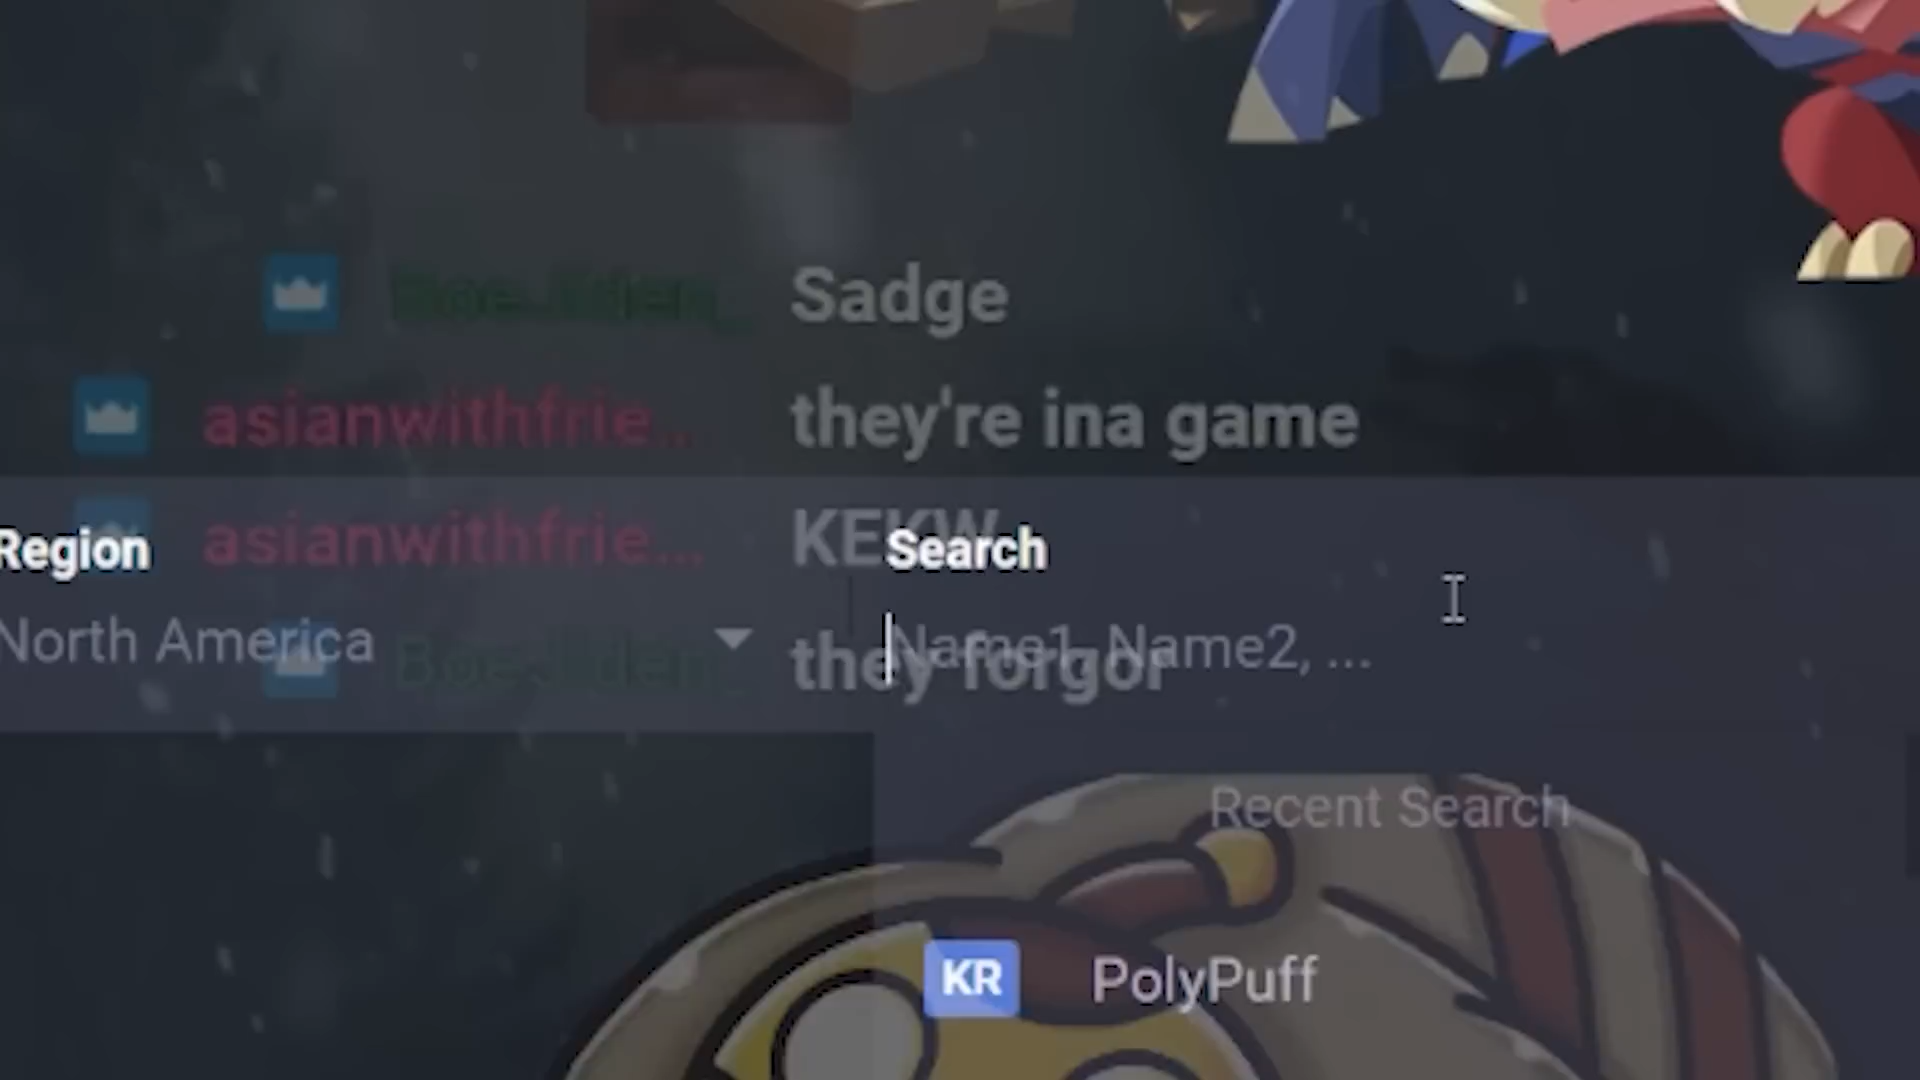 Sadge
asianwithfrie... they're ina game
asianwithfrie... KEKW
Region Search
North America Name1, Name2, ...
they forgor
Recent Search
KR PolyPuff